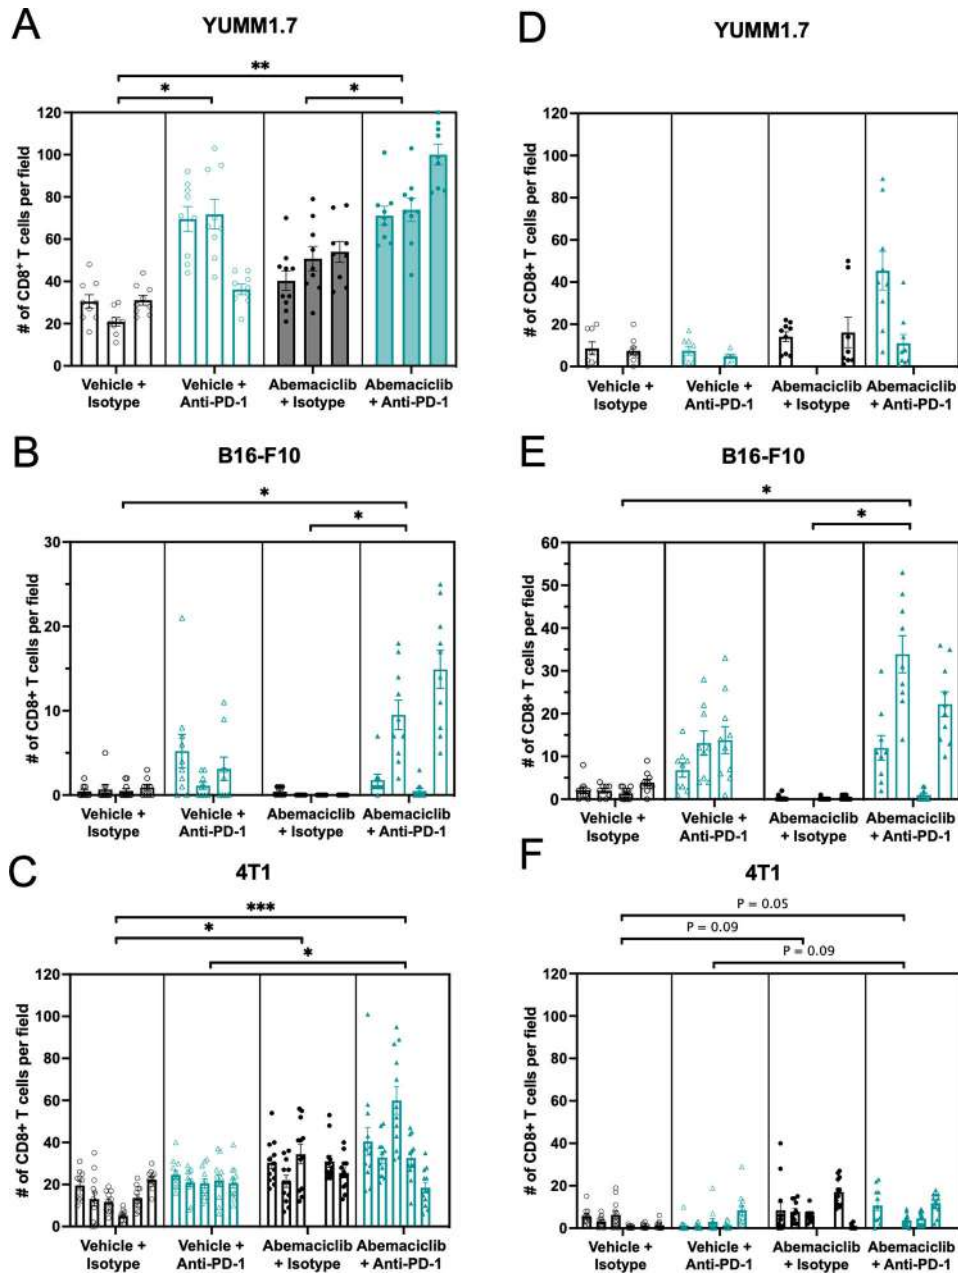 A
YUMM1.7
**
*
*
# of CD8⁺ T cells per field
120
100
80
60
40
20
0
Vehicle +
Isotype
Vehicle +
Anti-PD-1
Abemaciclib
+ Isotype
Abemaciclib
+ Anti-PD-1
D
YUMM1.7
# of CD8+ T cells per field
120
100
80
60
40
20
0
Vehicle +
Isotype
Vehicle +
Anti-PD-1
Abemaciclib
+ Isotype
Abemaciclib
+ Anti-PD-1
B
B16-F10
*
*
# of CD8+ T cells per field
30
20
10
0
Vehicle +
Isotype
Vehicle +
Anti-PD-1
Abemaciclib
+ Isotype
Abemaciclib
+ Anti-PD-1
E
B16-F10
*
*
# of CD8+ T cells per field
60
50
40
30
20
10
0
Vehicle +
Isotype
Vehicle +
Anti-PD-1
Abemaciclib
+ Isotype
Abemaciclib
+ Anti-PD-1
C
4T1
***
*
*
# of CD8+ T cells per field
120
100
80
60
40
20
0
Vehicle +
Isotype
Vehicle +
Anti-PD-1
Abemaciclib
+ Isotype
Abemaciclib
+ Anti-PD-1
F
4T1
P = 0.05
P = 0.09
P = 0.09
# of CD8+ T cells per field
120
100
80
60
40
20
0
Vehicle +
Isotype
Vehicle +
Anti-PD-1
Abemaciclib
+ Isotype
Abemaciclib
+ Anti-PD-1